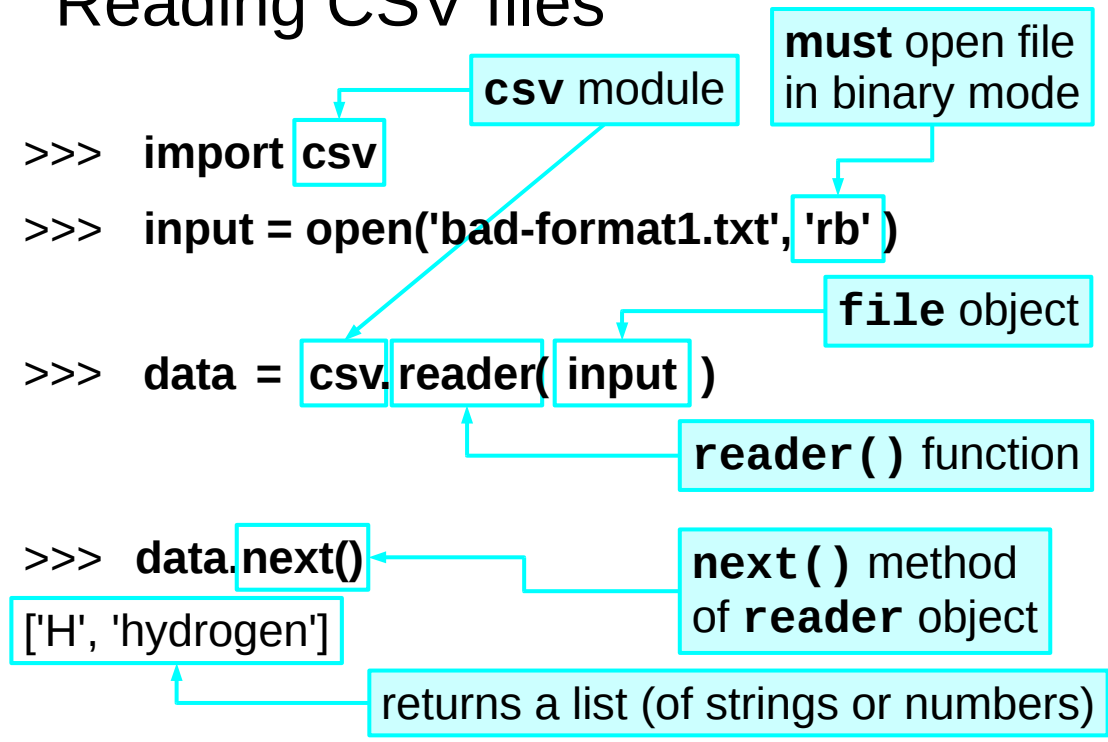 Reading CSV files
must open file
in binary mode
csv module
>>> import csv
>>> input = open('bad-format1.txt', 'rb' )
file object
>>> data = csv.reader( input )
reader() function
>>> data.next()
next() method
of reader object
['H', 'hydrogen']
returns a list (of strings or numbers)